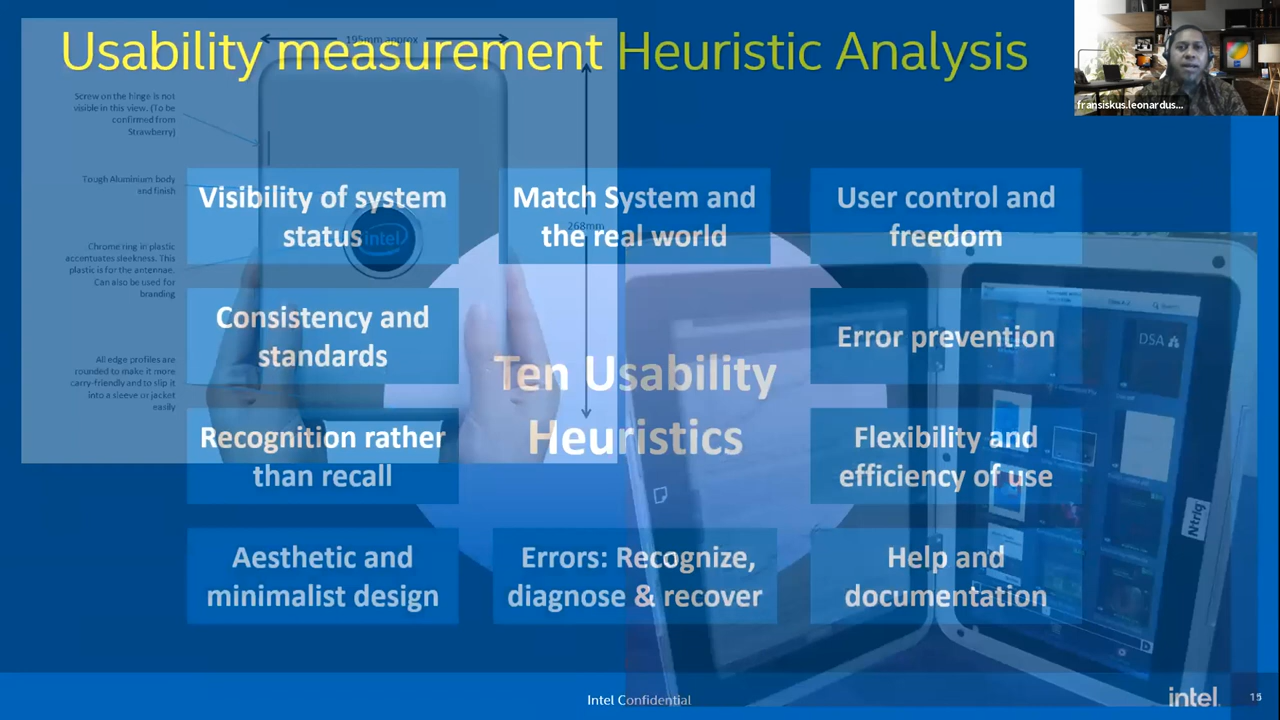 Usability measurement Heuristic Analysis
195mm approx
fransiskus.leonardus...
Screw on the hinge is not
visible in this view. (To be
confirmed from
Strawberry)
Tough Aluminium body
end finish
Chrome ring in plastic
accentuates sleekness. This
plastic is for the antennae.
Can also be used for
branding
All edge profiles are
rounded to make it more
carry-friendly and to slip it
into a sleeve or jacket
easily
intel
268mm
Visibility of system
status
Match System and
the real world
User control and
freedom
Consistency and
standards
Error prevention
Ten Usability
Heuristics
Recognition rather
than recall
Flexibility and
efficiency of use
Aesthetic and
minimalist design
Errors: Recognize,
diagnose & recover
Help and
documentation
DSA
Ntrig
Intel Confidential
intel.
15